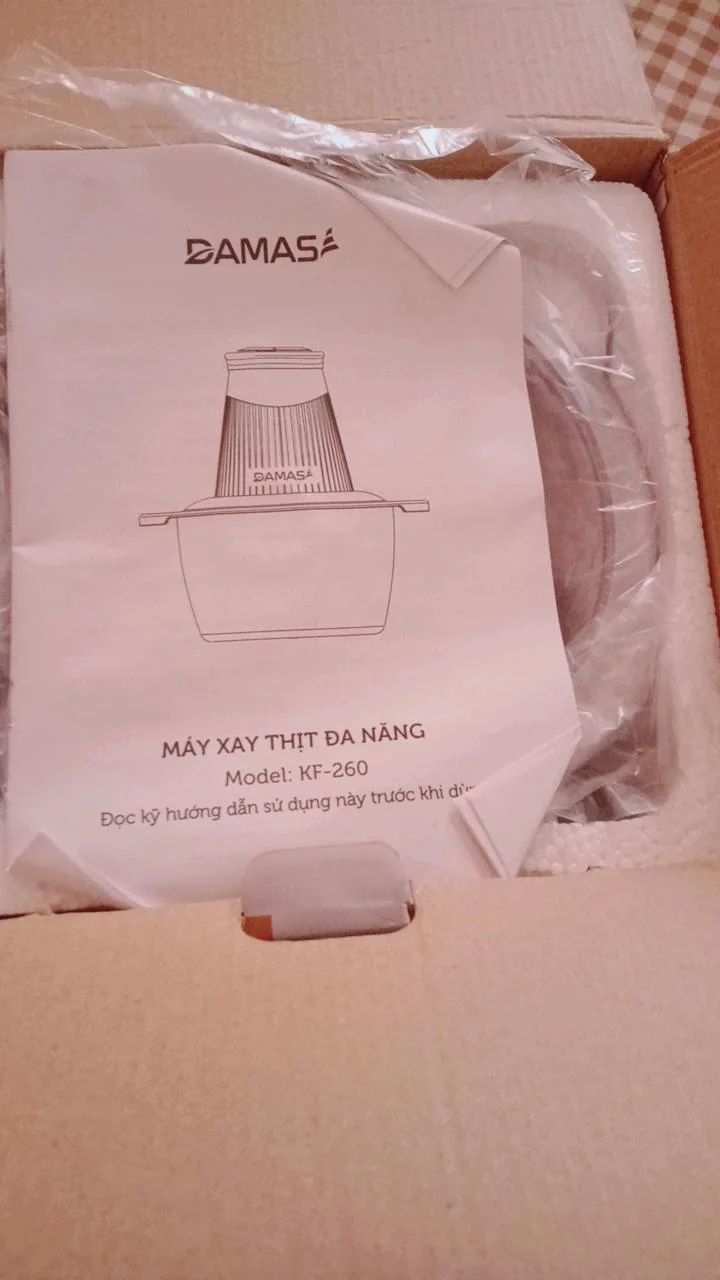 DAMAS
DAMAS
MÁY XAY THỊT ĐA NĂNG
Model: KF-260
Đọc kỹ hướng dẫn sử dụng này trước khi